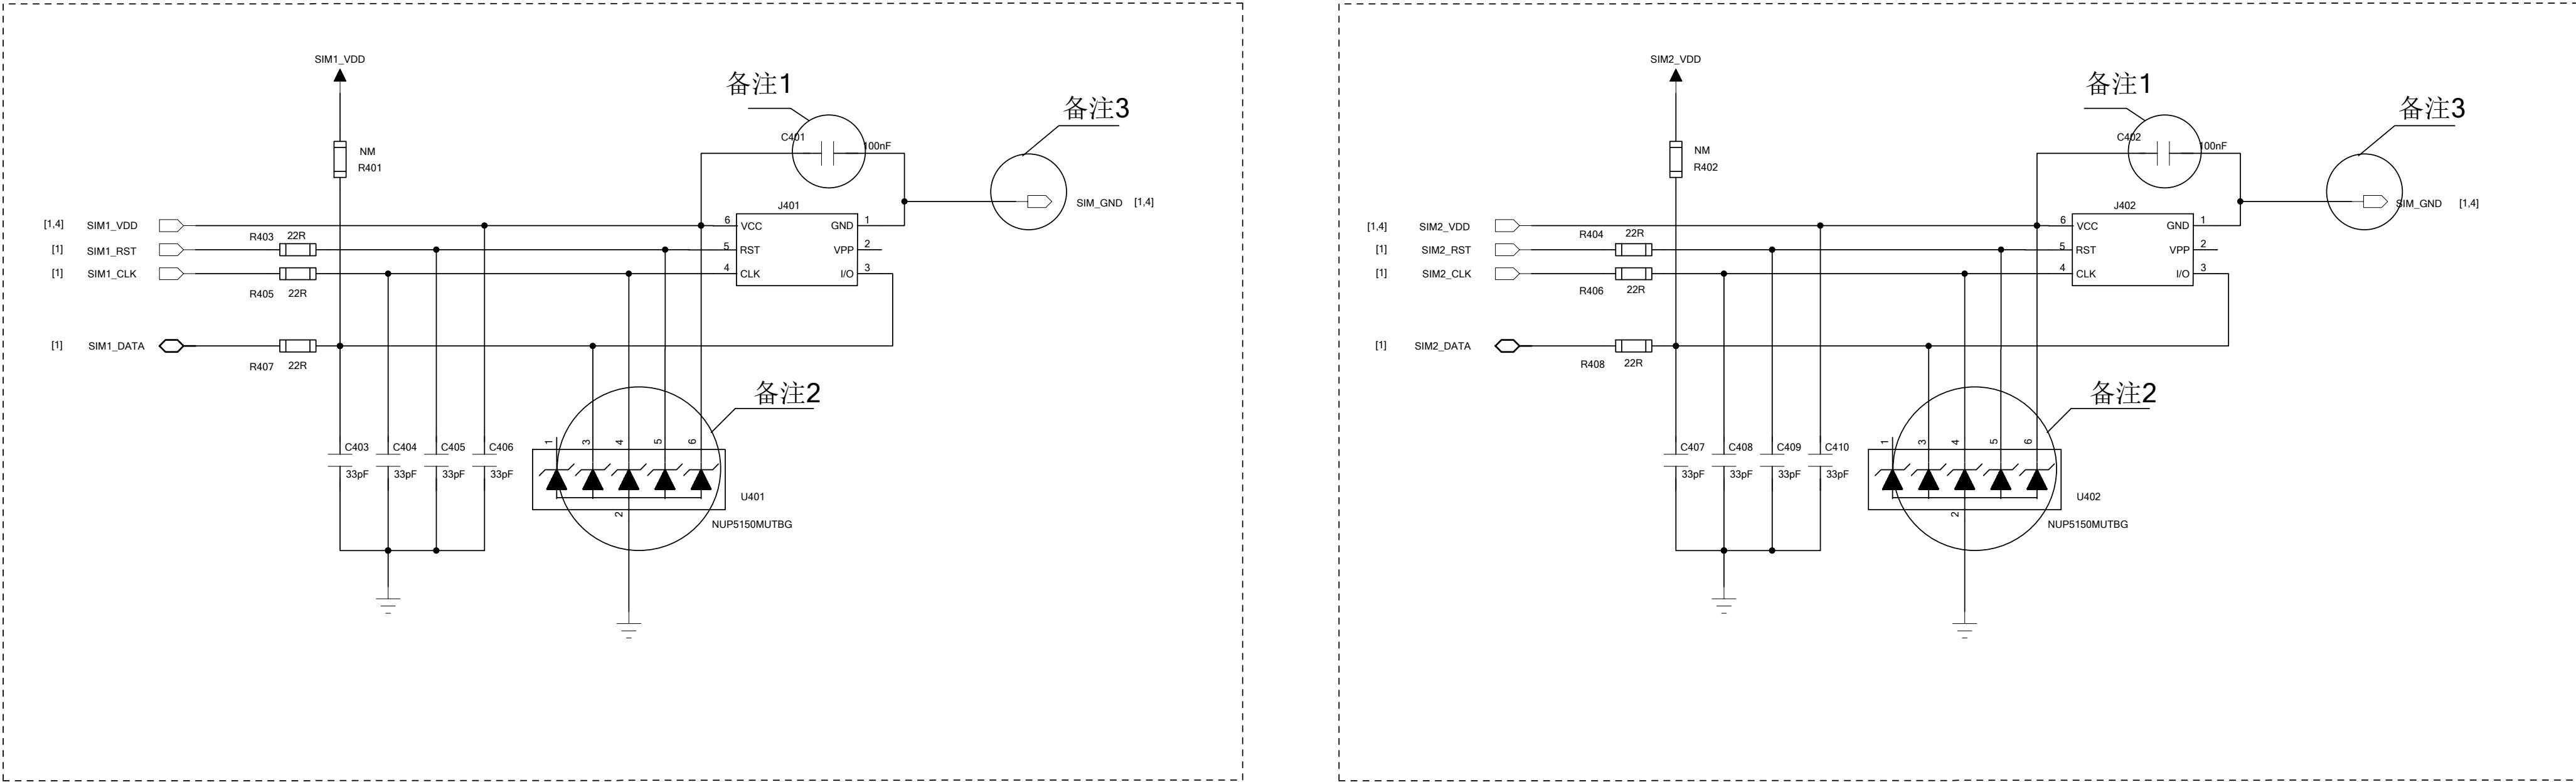 SIM1_VDD
备注1
备注3
C401
100nF
NM
R401
SIM_GND [1,4]
J401
[1,4] SIM1_VDD
6 VCC GND 1
R403 22R
[1] SIM1_RST
5 RST VPP 2
[1] SIM1_CLK
4 CLK I/O 3
R405 22R
[1] SIM1_DATA
R407 22R
备注2
1 3 4 5 6
C403 C404 C405 C406
33pF 33pF 33pF 33pF
U401
2
NUP5150MUTBG
SIM2_VDD
备注1
备注3
C402
100nF
NM
R402
SIM_GND [1,4]
J402
[1,4] SIM2_VDD
6 VCC GND 1
R404 22R
[1] SIM2_RST
5 RST VPP 2
[1] SIM2_CLK
4 CLK I/O 3
R406 22R
[1] SIM2_DATA
R408 22R
备注2
1 3 4 5 6
C407 C408 C409 C410
33pF 33pF 33pF 33pF
U402
2
NUP5150MUTBG